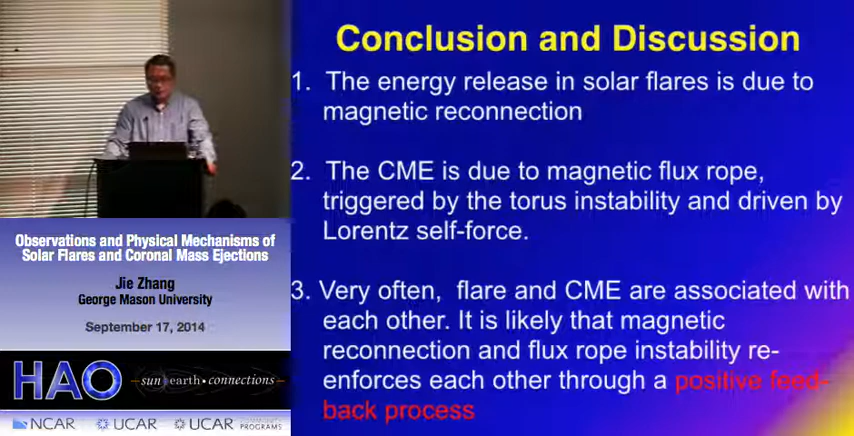 Conclusion and Discussion
1. The energy release in solar flares is due to
magnetic reconnection
2. The CME is due to magnetic flux rope,
triggered by the torus instability and driven by
Lorentz self-force.
3. Very often, flare and CME are associated with
each other. It is likely that magnetic
reconnection and flux rope instability re-
enforces each other through a positive feed-
back process
Observations and Physical Mechanisms of
Solar Flares and Coronal Mass Ejections
Jie Zhang
George Mason University
September 17, 2014
HAO
sun earth • connections
NCAR
UCAR
UCAR
PROGRAMS